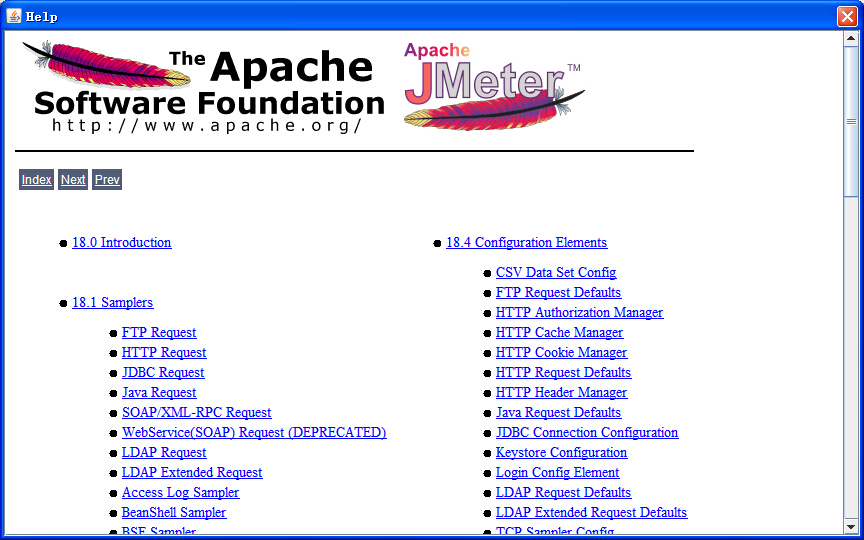 Help
The Apache
Software Foundation
http://www.apache.org/
Apache
JMeter™
Index Next Prev
18.0 Introduction
18.1 Samplers
FTP Request
HTTP Request
JDBC Request
Java Request
SOAP/XML-RPC Request
WebService(SOAP) Request (DEPRECATED)
LDAP Request
LDAP Extended Request
Access Log Sampler
BeanShell Sampler
BSF Sampler
18.4 Configuration Elements
CSV Data Set Config
FTP Request Defaults
HTTP Authorization Manager
HTTP Cache Manager
HTTP Cookie Manager
HTTP Request Defaults
HTTP Header Manager
Java Request Defaults
JDBC Connection Configuration
Keystore Configuration
Login Config Element
LDAP Request Defaults
LDAP Extended Request Defaults
TCP Sampler Config